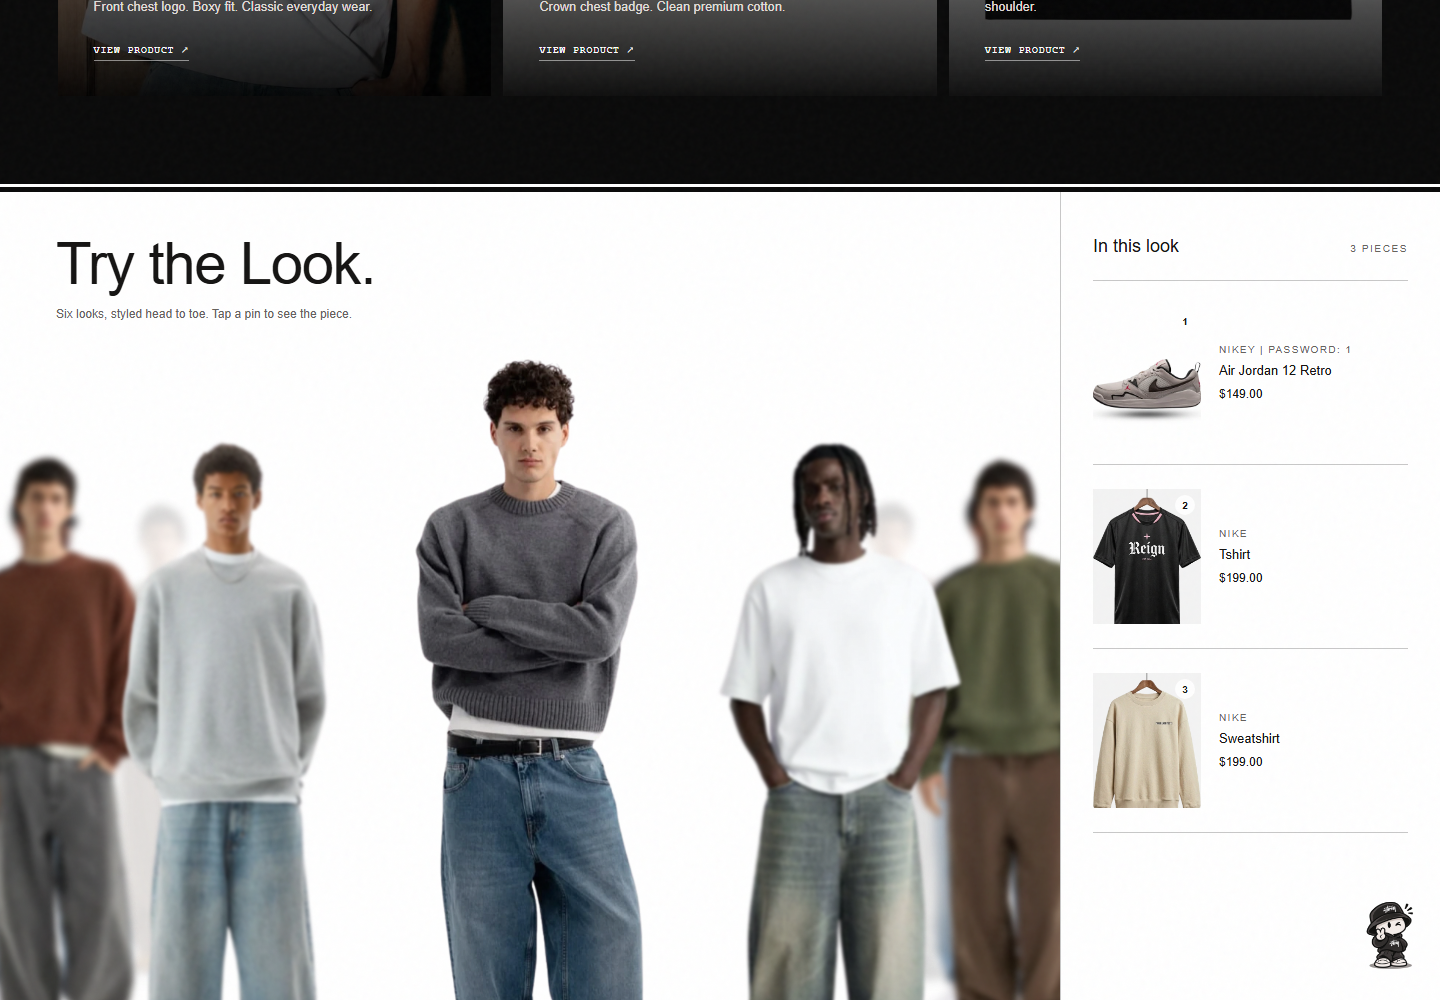 Front chest logo. Boxy fit. Classic everyday wear.
VIEW PRODUCT ↗
Crown chest badge. Clean premium cotton.
VIEW PRODUCT ↗
shoulder.
VIEW PRODUCT ↗
Try the Look.
Six looks, styled head to toe. Tap a pin to see the piece.
In this look
3 PIECES
1
NIKEY | PASSWORD: 1
Air Jordan 12 Retro
$149.00
2
Reign
NIKE
Tshirt
$199.00
3
NIKE
Sweatshirt
$199.00